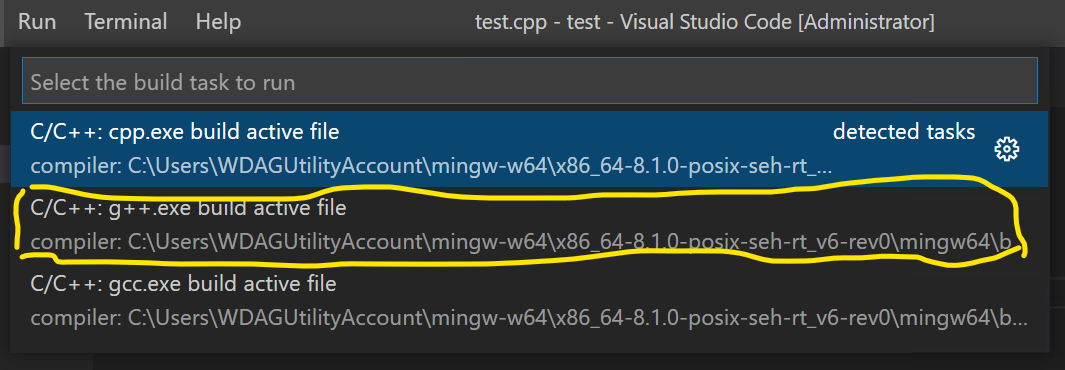 Run Terminal Help test.cpp - test - Visual Studio Code [Administrator]
Select the build task to run
C/C++: cpp.exe build active file detected tasks
compiler: C:\Users\WDAGUtilityAccount\mingw-w64\x86_64-8.1.0-posix-seh-rt_...
C/C++: g++.exe build active file
compiler: C:\Users\WDAGUtilityAccount\mingw-w64\x86_64-8.1.0-posix-seh-rt_v6-rev0\mingw64\b...
C/C++: gcc.exe build active file
compiler: C:\Users\WDAGUtilityAccount\mingw-w64\x86_64-8.1.0-posix-seh-rt_v6-rev0\mingw64\b...